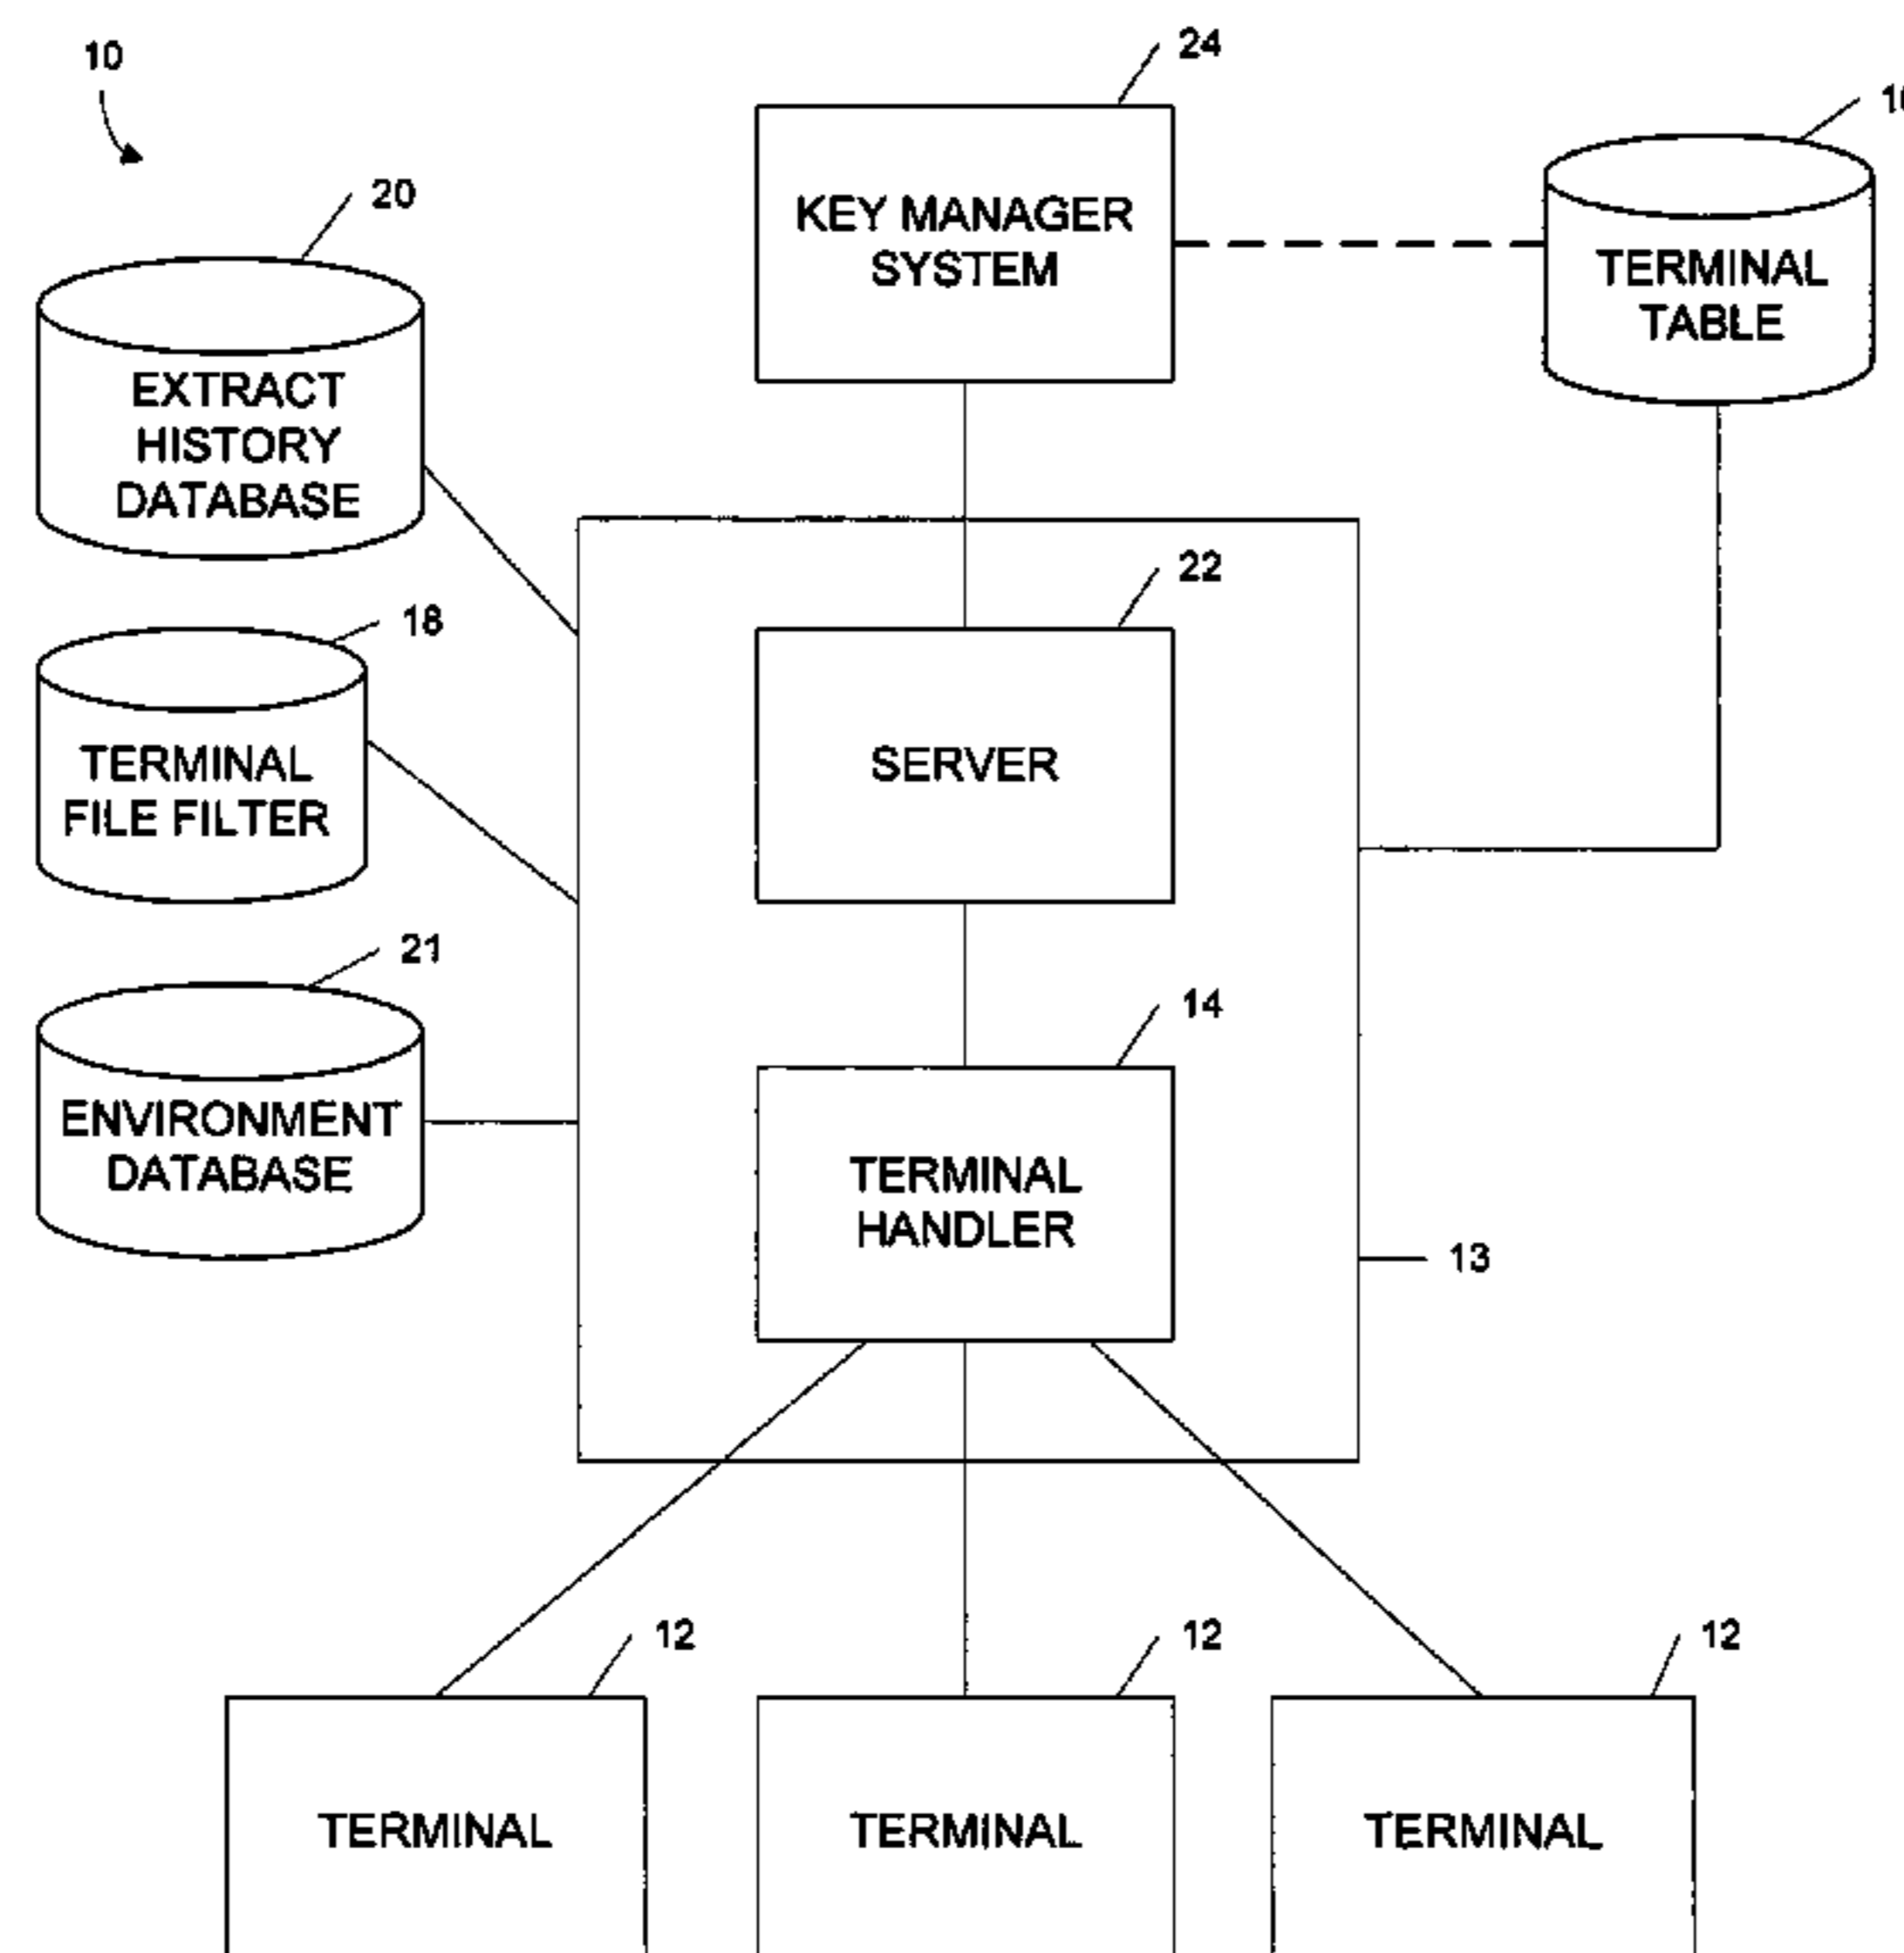 10
24
20
KEY MANAGER
SYSTEM
TERMINAL
TABLE
EXTRACT
HISTORY
DATABASE
22
18
SERVER
TERMINAL
FILE FILTER
21
14
ENVIRONMENT
DATABASE
TERMINAL
HANDLER
13
12
12
12
TERMINAL
TERMINAL
TERMINAL